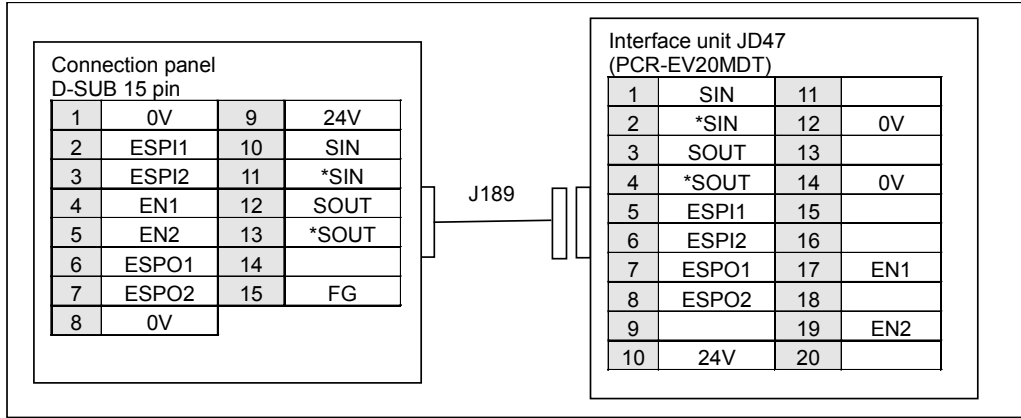 Connection panel
D-SUB 15 pin
1 0V 9 24V
2 ESPI1 10 SIN
3 ESPI2 11 *SIN
4 EN1 12 SOUT
5 EN2 13 *SOUT
6 ESPO1 14
7 ESPO2 15 FG
8 0V
J189
Interface unit JD47
(PCR-EV20MDT)
1 SIN 11
2 *SIN 12 0V
3 SOUT 13
4 *SOUT 14 0V
5 ESPI1 15
6 ESPI2 16
7 ESPO1 17 EN1
8 ESPO2 18
9 19 EN2
10 24V 20